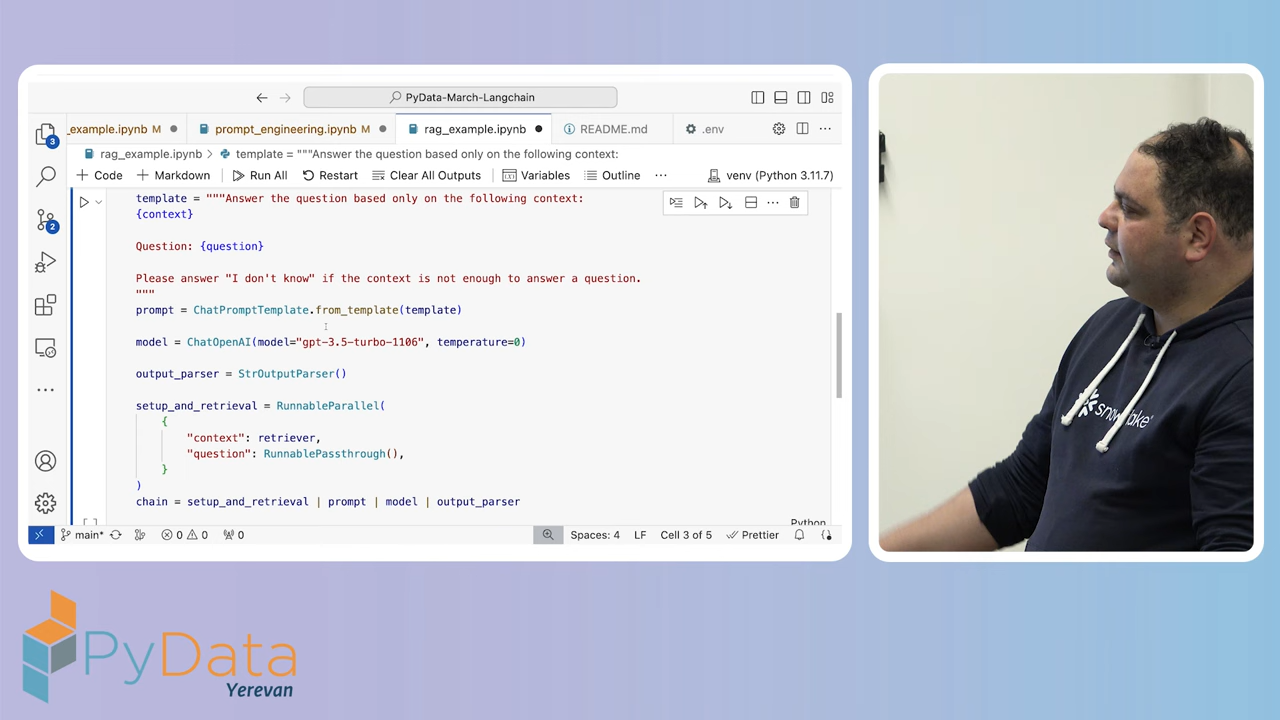 PyData-March-Langchain
_example.ipynb M
prompt_engineering.ipynb M
rag_example.ipynb
README.md
.env
rag_example.ipynb > template = """Answer the question based only on the following context:
+ Code + Markdown Run All Restart Clear All Outputs Variables Outline ... venv (Python 3.11.7)
3
2
template = """Answer the question based only on the following context:
{context}
Question: {question}
Please answer "I don't know" if the context is not enough to answer a question.
"""
prompt = ChatPromptTemplate.from_template(template)
model = ChatOpenAI(model="gpt-3.5-turbo-1106", temperature=0)
output_parser = StrOutputParser()
setup_and_retrieval = RunnableParallel(
{
"context": retriever,
"question": RunnablePassthrough(),
}
)
chain = setup_and_retrieval | prompt | model | output_parser
[ ]
Python
main* 0 0 0 Spaces: 4 LF Cell 3 of 5 Prettier
snowflake
PyData
Yerevan